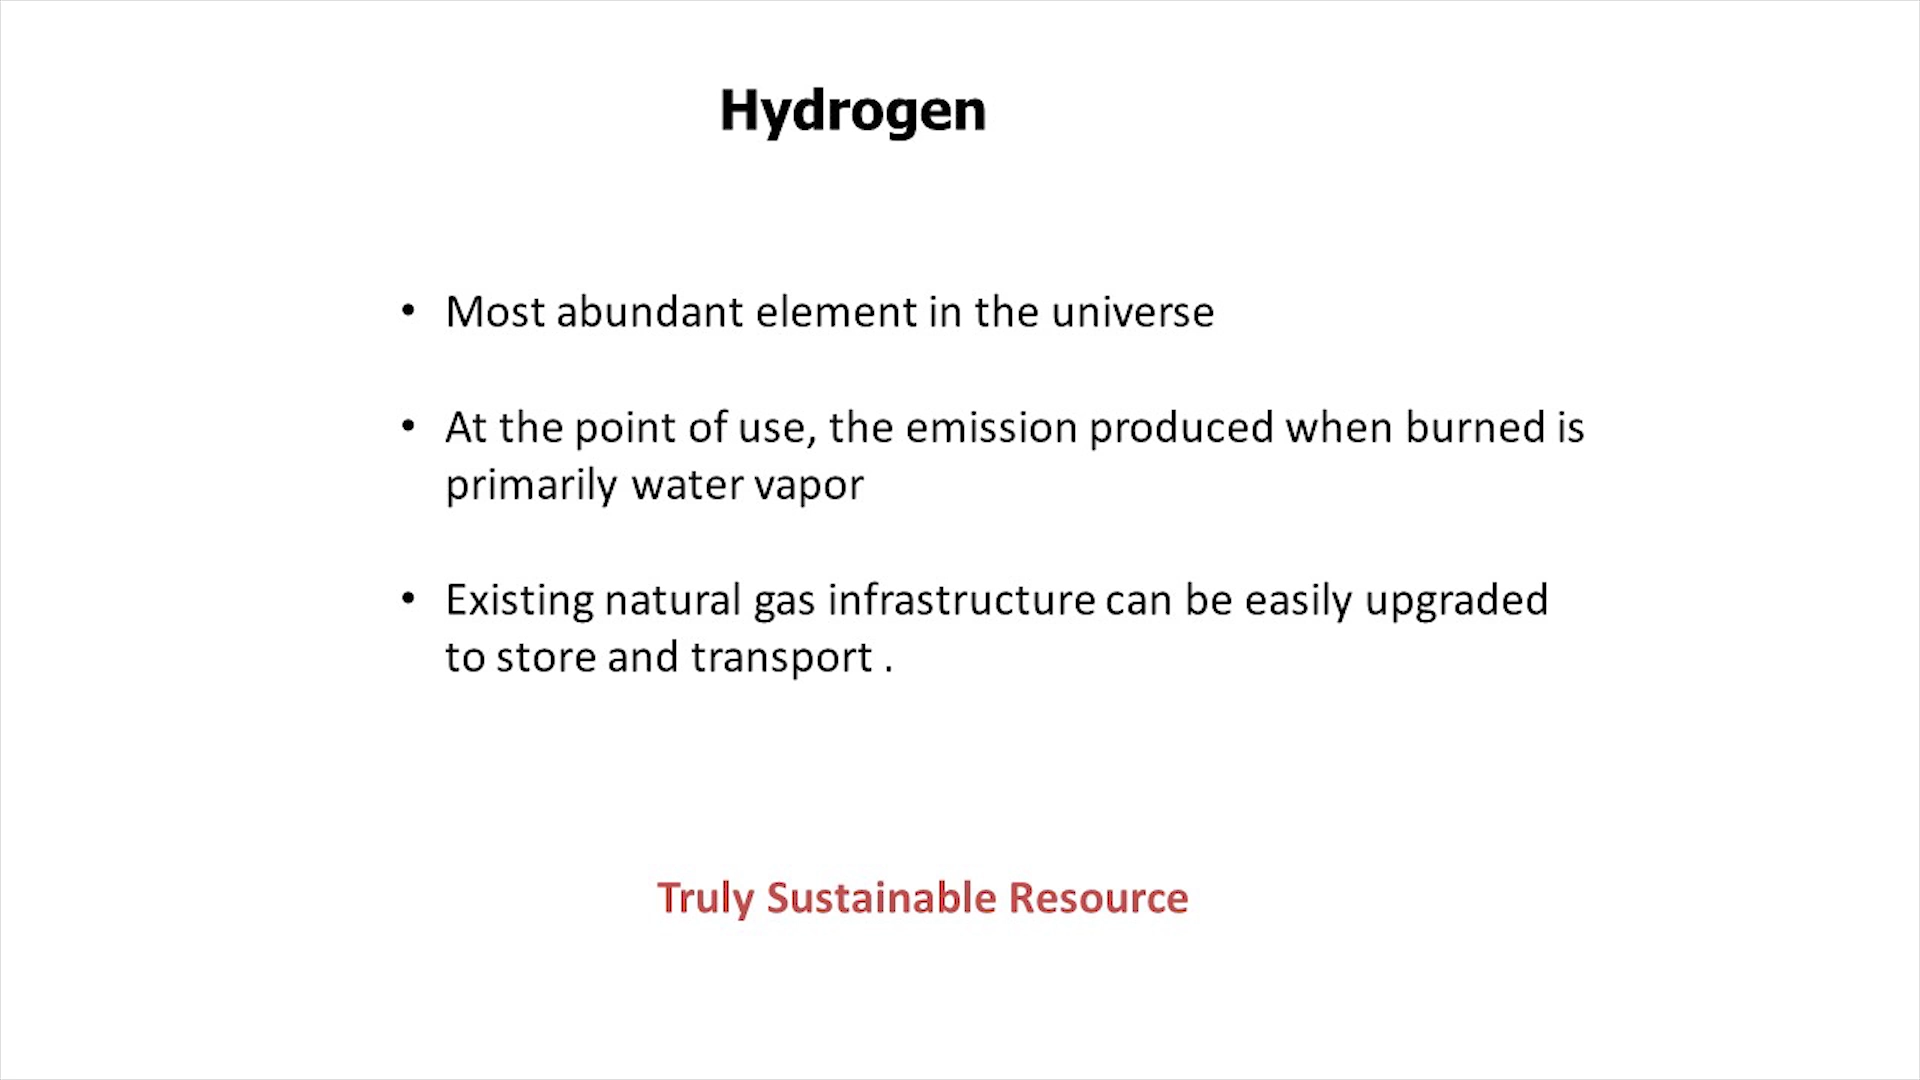 Hydrogen
• Most abundant element in the universe
• At the point of use, the emission produced when burned is
primarily water vapor
• Existing natural gas infrastructure can be easily upgraded
to store and transport .
Truly Sustainable Resource